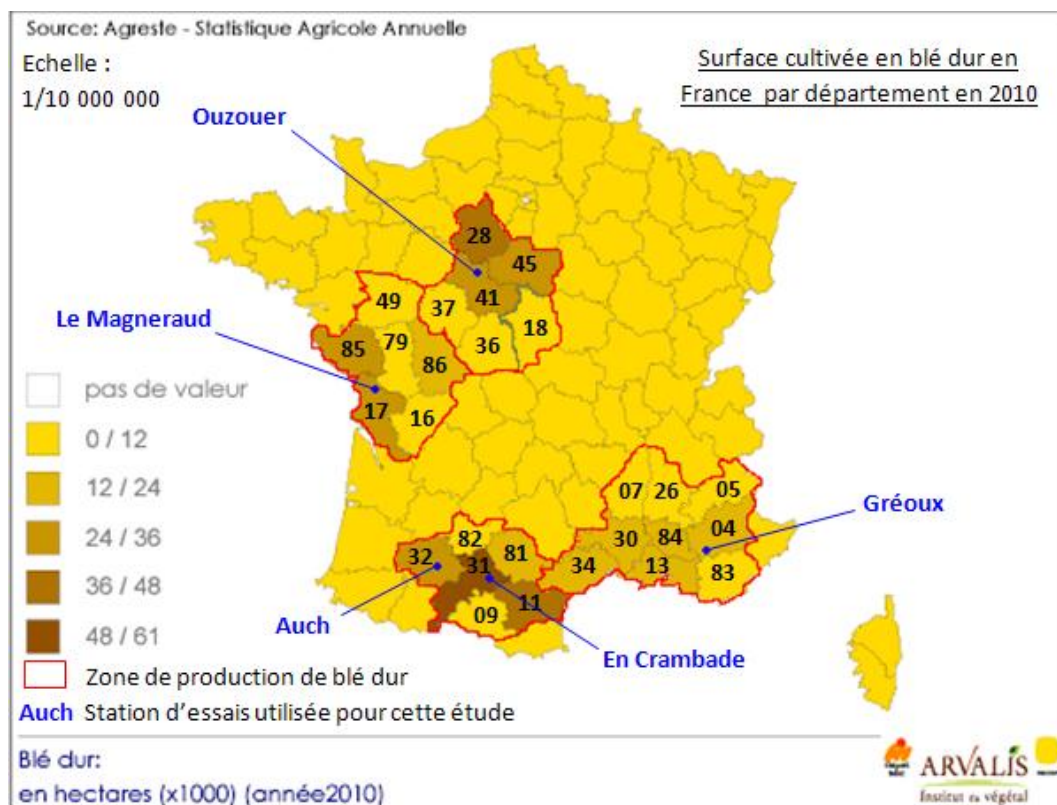 Source: Agreste - Statistique Agricole Annuelle
Echelle :
1/10 000 000
Surface cultivée en blé dur en
France par département en 2010
Ouzouer
28
45
41
49
37
18
Le Magneraud
79
36
85
86
17
16
pas de valeur
0 / 12
12 / 24
24 / 36
36 / 48
48 / 61
07
26
05
Gréoux
04
30
84
82
81
32
31
34
13
83
11
09
Auch
En Crambade
Zone de production de blé dur
Auch Station d'essais utilisée pour cette étude
Blé dur:
en hectares (x1000) (année2010)
ARVALIS
Institut du végétal